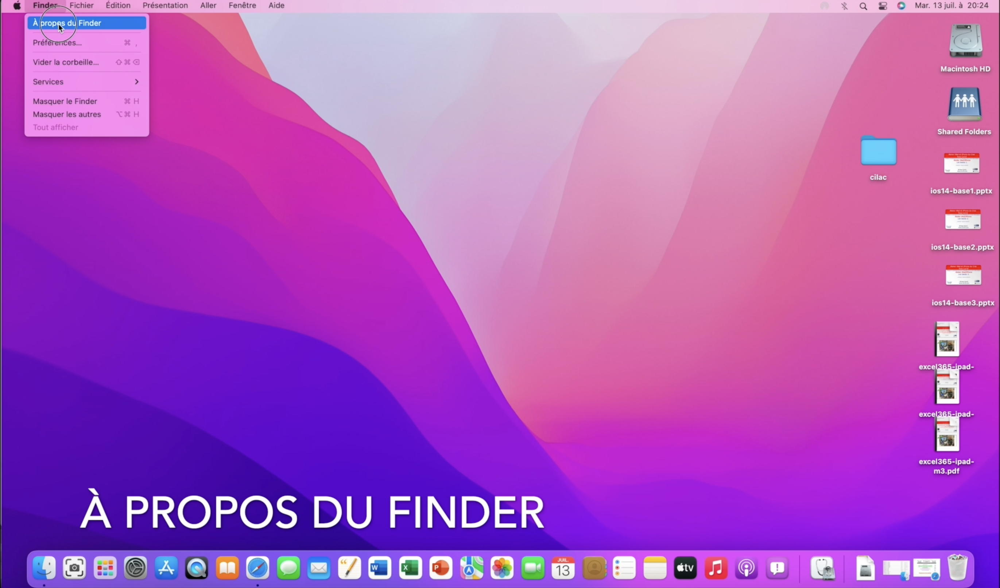 Finder Fichier Édition Présentation Aller Fenêtre Aide
Mar. 13 juil. à 20:24
À propos du Finder
Préférences... ⌘ ,
Vider la corbeille... ⇧⌘⌫
Services >
Masquer le Finder ⌘ H
Masquer les autres ⌥⌘ H
Tout afficher
Macintosh HD
Shared Folders
cilac
ios14-base1.pptx
ios14-base2.pptx
ios14-base3.pptx
excel365-ipad-
excel365-ipad-
excel365-ipad-
m3.pdf
À PROPOS DU FINDER
W
X
P
JUIL.
13
tv